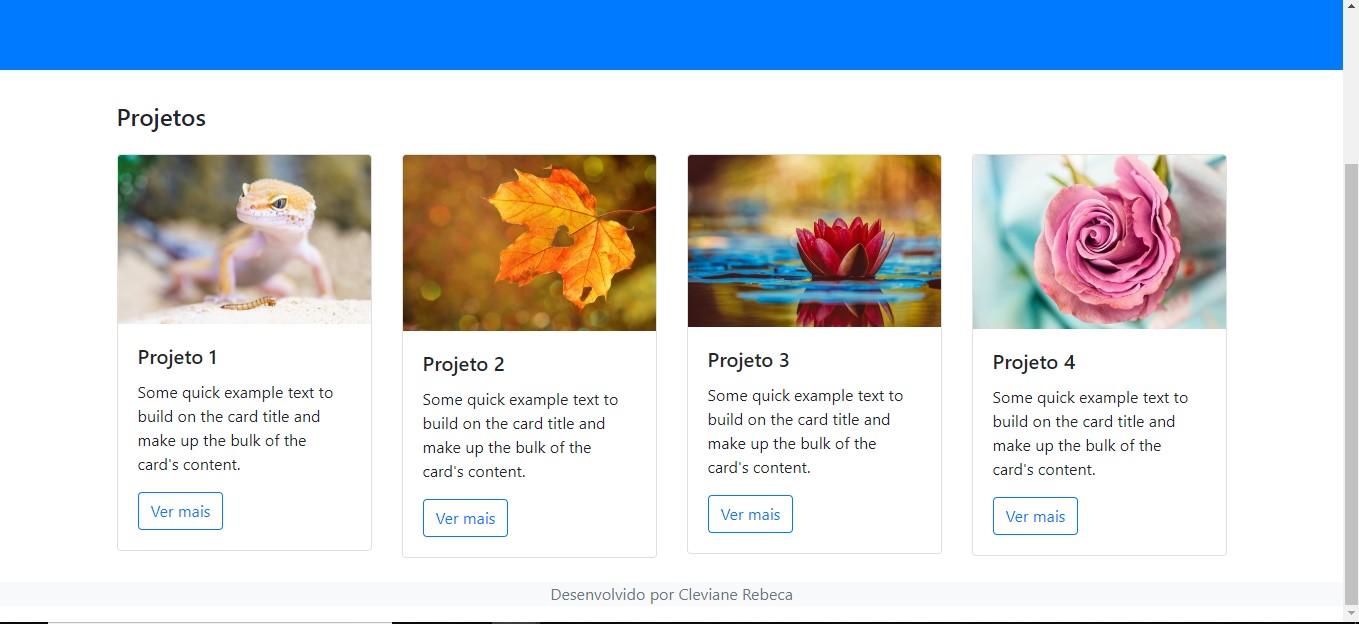 Projetos
Projeto 1
Some quick example text to
build on the card title and
make up the bulk of the
card's content.
Ver mais
Projeto 2
Some quick example text to
build on the card title and
make up the bulk of the
card's content.
Ver mais
Projeto 3
Some quick example text to
build on the card title and
make up the bulk of the
card's content.
Ver mais
Projeto 4
Some quick example text to
build on the card title and
make up the bulk of the
card's content.
Ver mais
Desenvolvido por Cleviane Rebeca